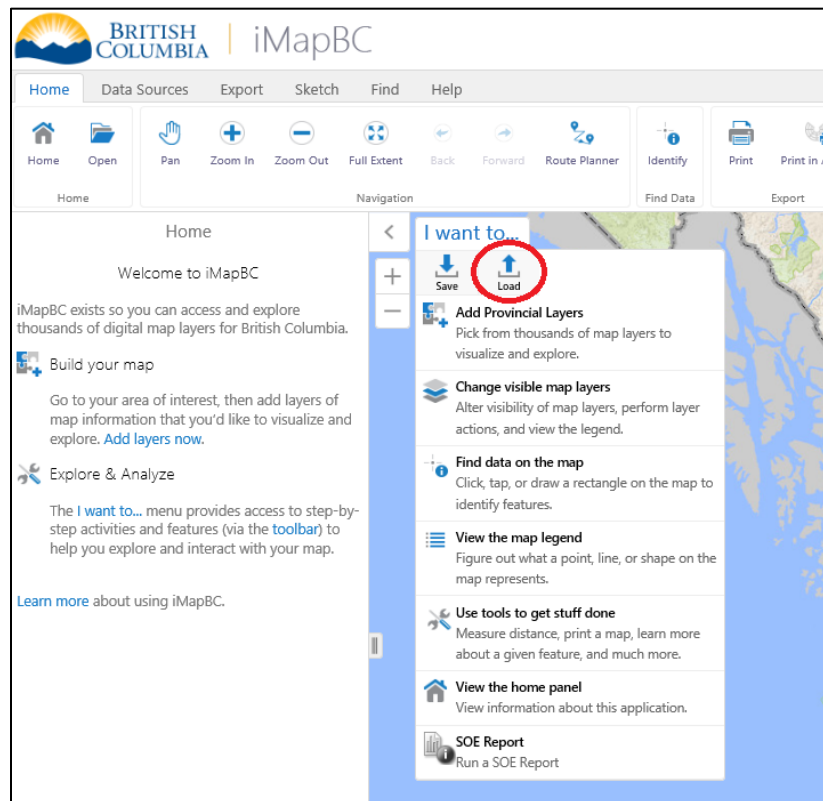 BRITISH
COLUMBIA
iMapBC
Home Data Sources Export Sketch Find Help
Home Open Pan Zoom In Zoom Out Full Extent Back Forward Route Planner Identify Print Print in
Home Navigation Find Data Export
Home
Welcome to iMapBC
iMapBC exists so you can access and explore
thousands of digital map layers for British Columbia.
Build your map
Go to your area of interest, then add layers of
map information that you'd like to visualize and
explore. Add layers now.
Explore & Analyze
The I want to... menu provides access to step-by-
step activities and features (via the toolbar) to
help you explore and interact with your map.
Learn more about using iMapBC.
I want to...
Save Load
Add Provincial Layers
Pick from thousands of map layers to
visualize and explore.
Change visible map layers
Alter visibility of map layers, perform layer
actions, and view the legend.
Find data on the map
Click, tap, or draw a rectangle on the map to
identify features.
View the map legend
Figure out what a point, line, or shape on the
map represents.
Use tools to get stuff done
Measure distance, print a map, learn more
about a given feature, and much more.
View the home panel
View information about this application.
SOE Report
Run a SOE Report